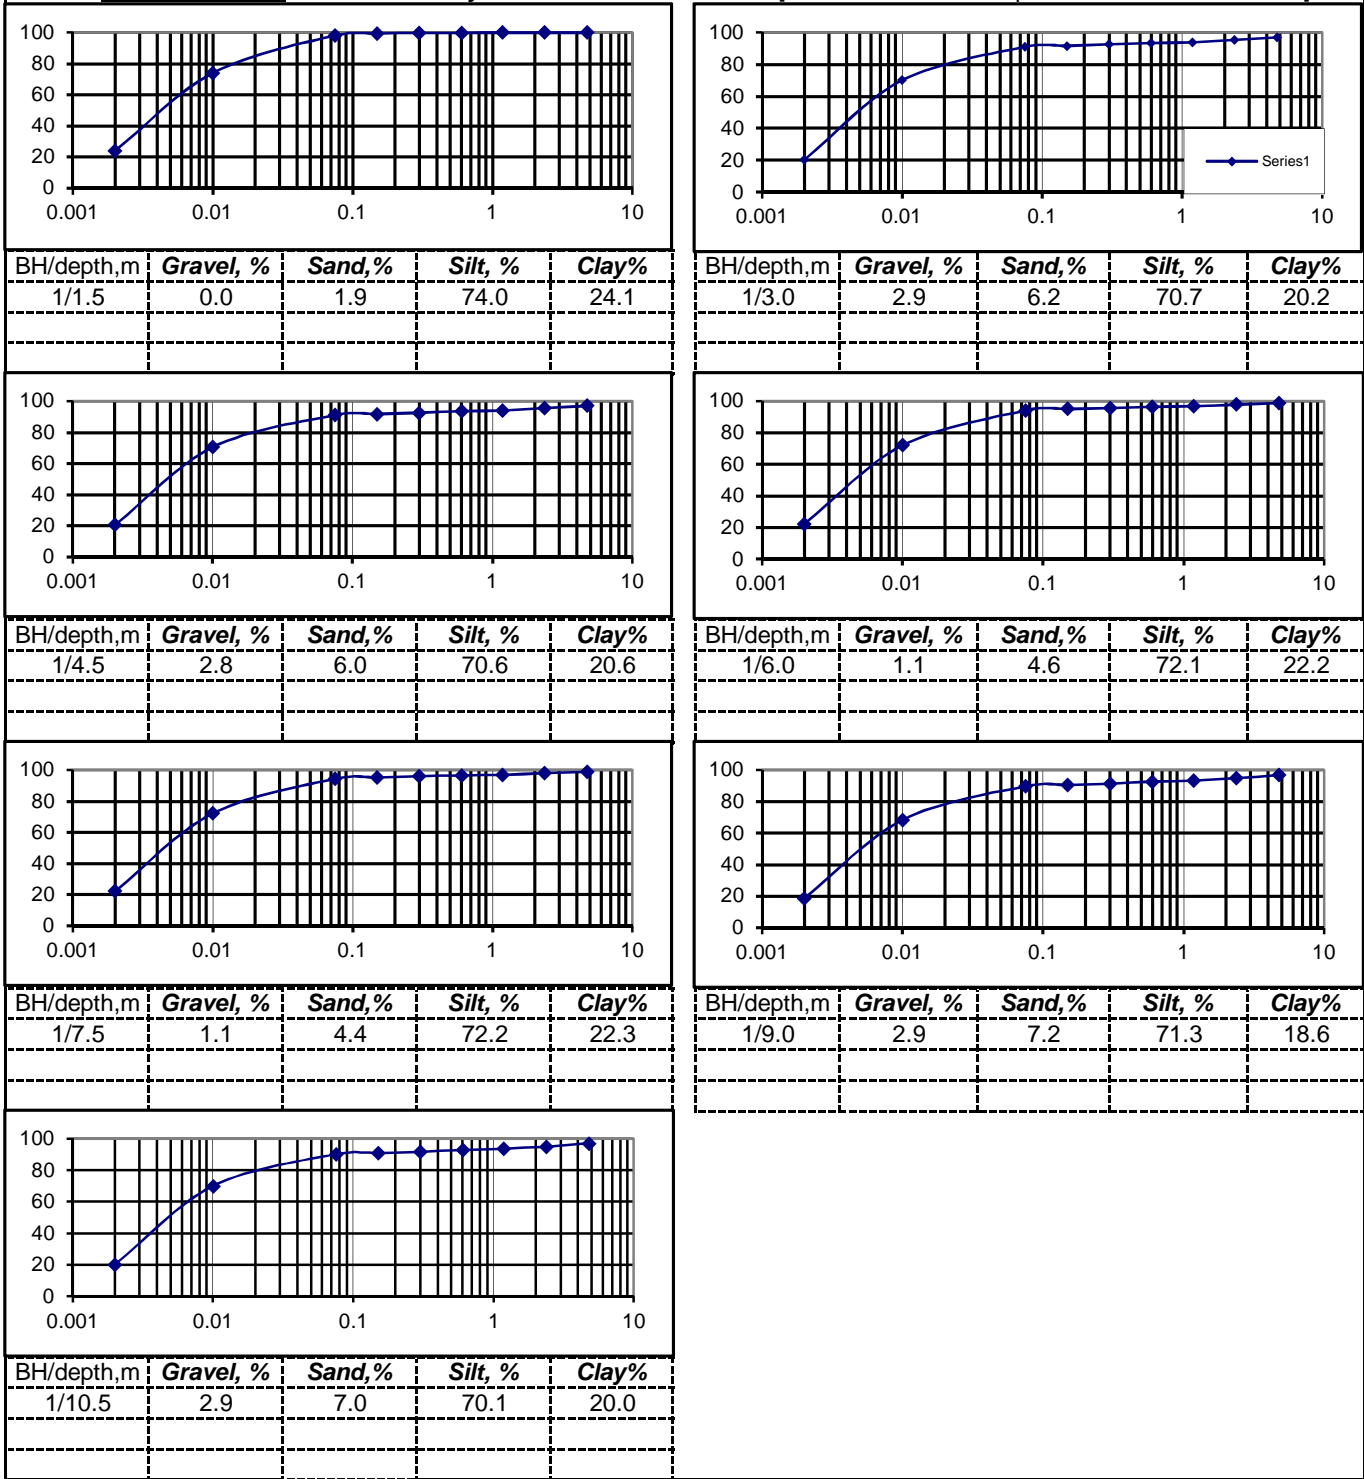 100
80
60
40
20
0
0.001 0.01 0.1 1 10
BH/depth,m Gravel, % Sand,% Silt, % Clay%
1/1.5 0.0 1.9 74.0 24.1
100
80
60
40
20
0
0.001 0.01 0.1 1 10
Series1
BH/depth,m Gravel, % Sand,% Silt, % Clay%
1/3.0 2.9 6.2 70.7 20.2
100
80
60
40
20
0
0.001 0.01 0.1 1 10
BH/depth,m Gravel, % Sand,% Silt, % Clay%
1/4.5 2.8 6.0 70.6 20.6
100
80
60
40
20
0
0.001 0.01 0.1 1 10
BH/depth,m Gravel, % Sand,% Silt, % Clay%
1/6.0 1.1 4.6 72.1 22.2
100
80
60
40
20
0
0.001 0.01 0.1 1 10
BH/depth,m Gravel, % Sand,% Silt, % Clay%
1/7.5 1.1 4.4 72.2 22.3
100
80
60
40
20
0
0.001 0.01 0.1 1 10
BH/depth,m Gravel, % Sand,% Silt, % Clay%
1/9.0 2.9 7.2 71.3 18.6
100
80
60
40
20
0
0.001 0.01 0.1 1 10
BH/depth,m Gravel, % Sand,% Silt, % Clay%
1/10.5 2.9 7.0 70.1 20.0